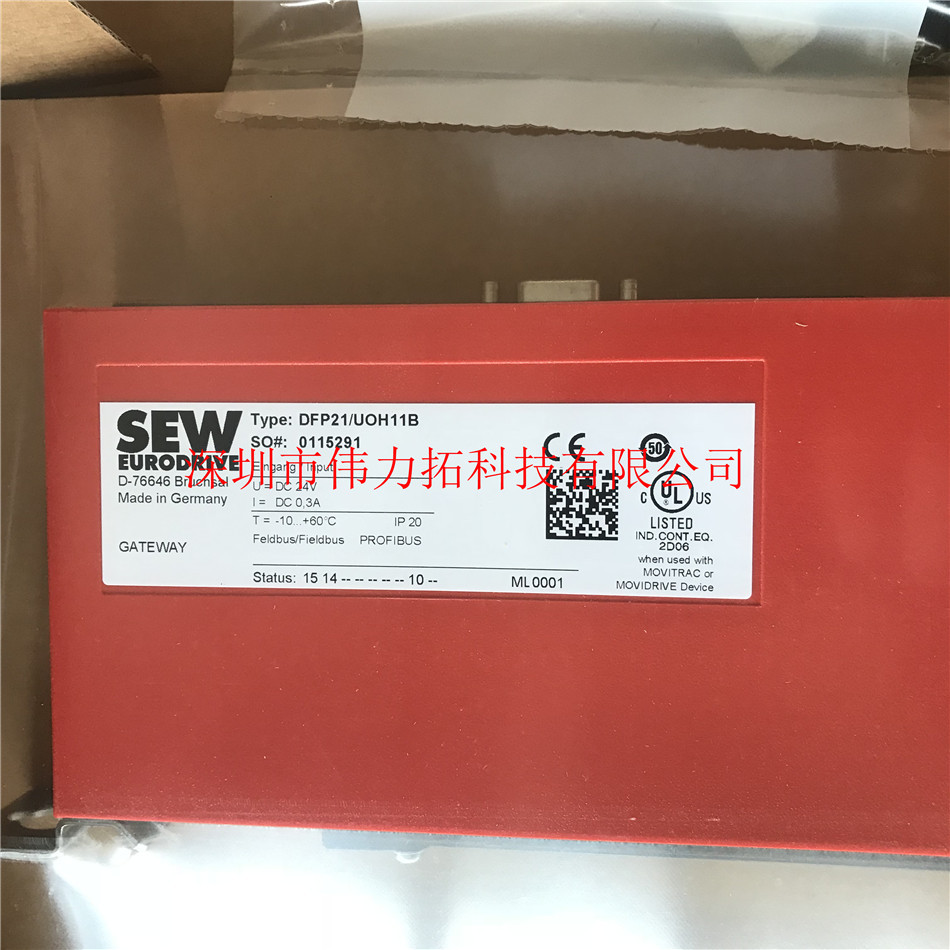 SEW
EURODRIVE
D-76646 Bruchsal
Made in Germany
GATEWAY
Type: DFP21/UOH11B
SO#: 0115291
Eingang / Input
U = DC 24V
I = DC 0,3A
T = -10...+60°C IP 20
Feldbus/Fieldbus PROFIBUS
Status: 15 14 -- -- -- -- -- 10 -- ML 0001
CE
50
C UL US
®
LISTED
IND.CONT.EQ.
2D06
when used with
MOVITRAC or
MOVIDRIVE Device
深圳市伟力拓科技有限公司